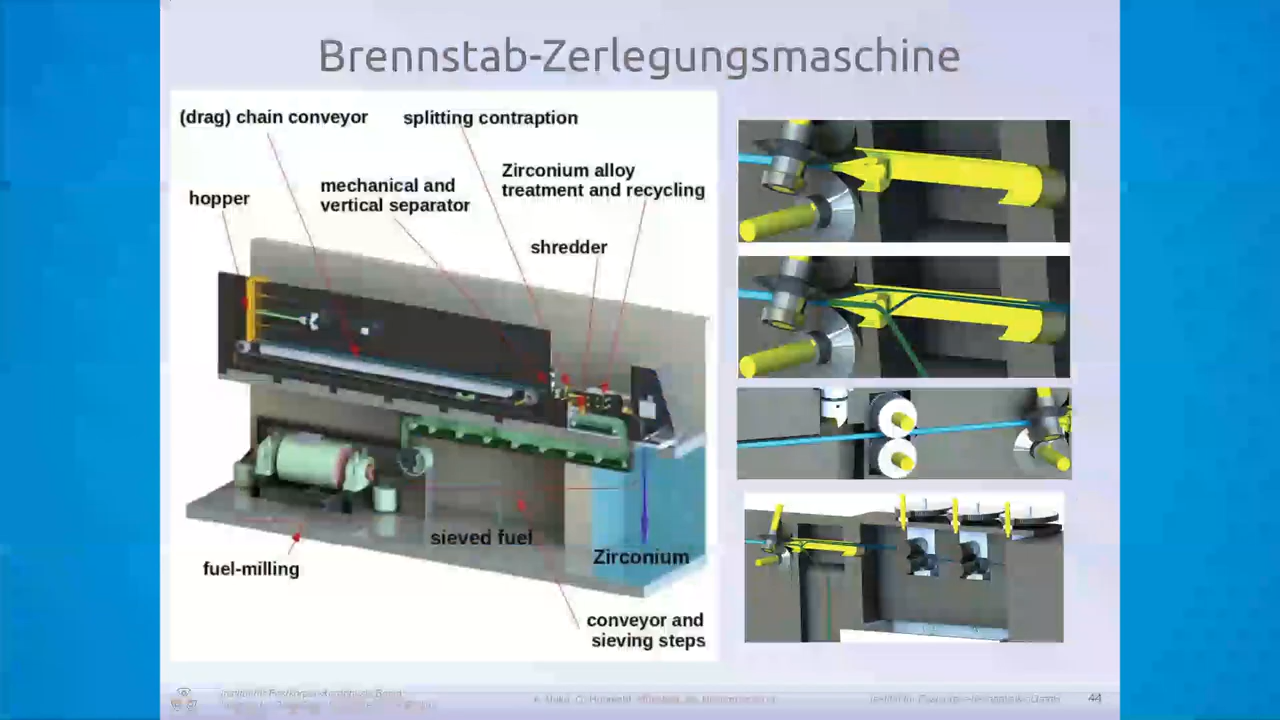 Brennstab-Zerlegungsmaschine
(drag) chain conveyor
splitting contraption
Zirconium alloy
treatment and recycling
mechanical and
vertical separator
hopper
shredder
sieved fuel
Zirconium
fuel-milling
conveyor and
sieving steps
44